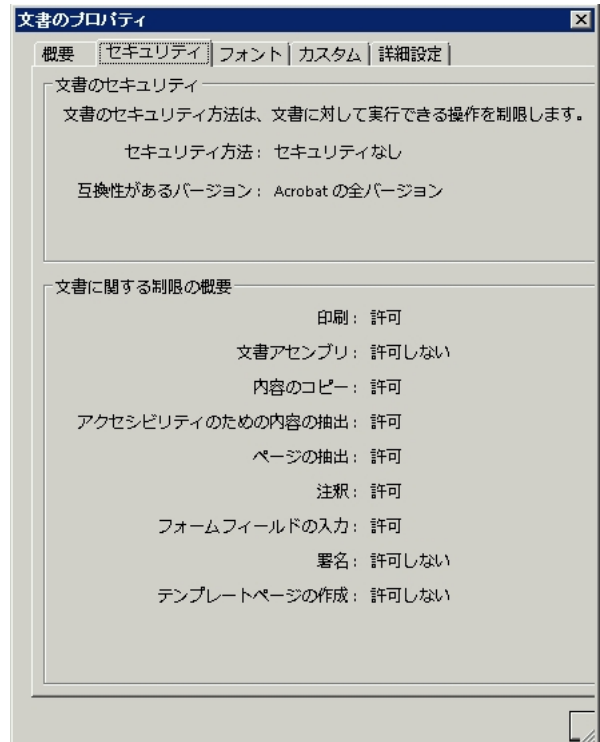 文書のプロパティ
概要 セキュリティ フォント カスタム 詳細設定
文書のセキュリティ
文書のセキュリティ方法は、文書に対して実行できる操作を制限します。
セキュリティ方法： セキュリティなし
互換性があるバージョン： Acrobat の全バージョン
文書に関する制限の概要
印刷： 許可
文書アセンブリ： 許可しない
内容のコピー： 許可
アクセシビリティのための内容の抽出： 許可
ページの抽出： 許可
注釈： 許可
フォームフィールドの入力： 許可
署名： 許可しない
テンプレートページの作成： 許可しない